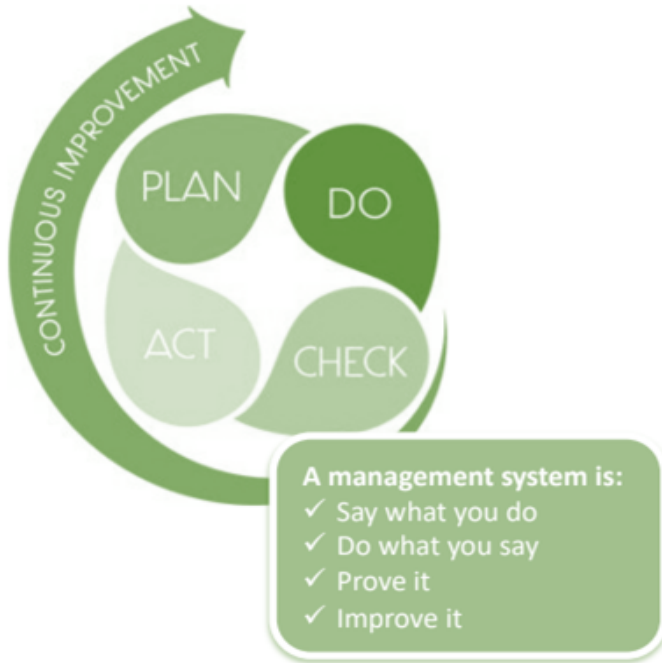 CONTINUOUS IMPROVEMENT
PLAN
DO
ACT
CHECK
A management system is:
✓ Say what you do
✓ Do what you say
✓ Prove it
✓ Improve it